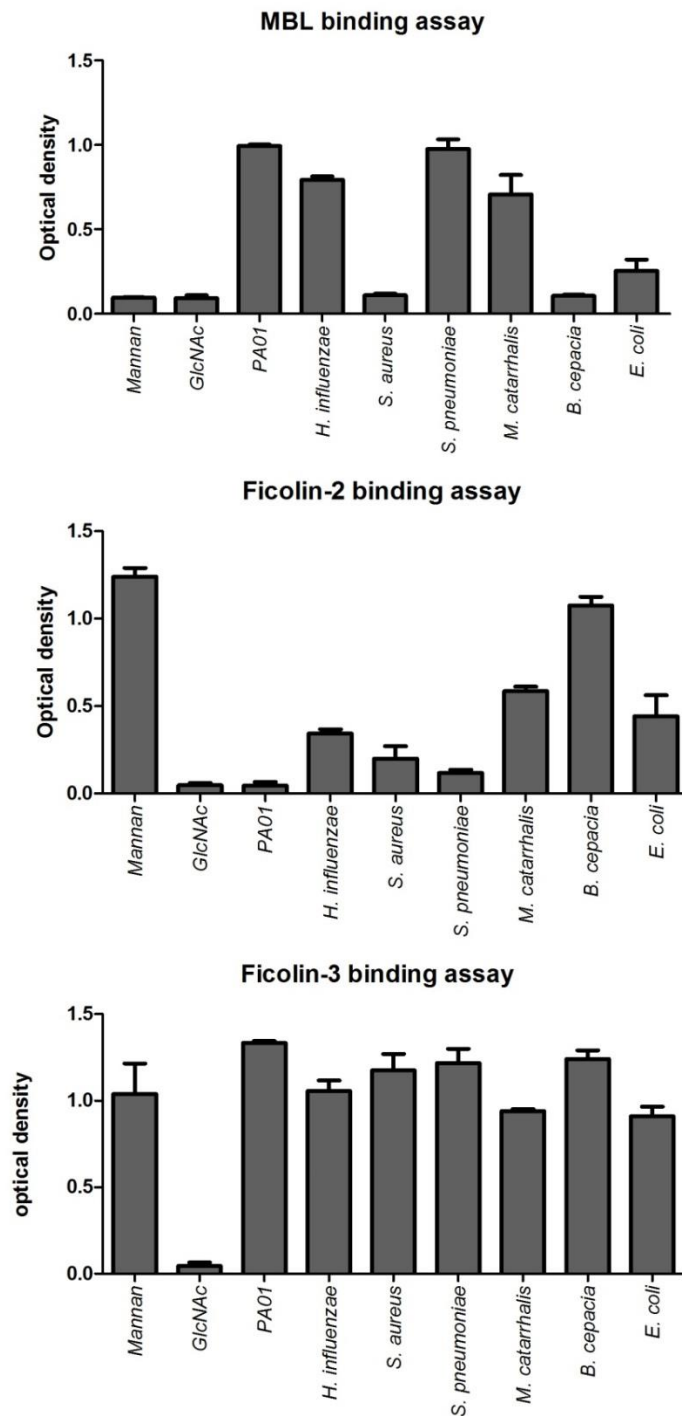 MBL binding assay
1.5
1.0
0.5
0.0
Optical density
Mannan
GlcNAc
PA01
H. influenzae
S. aureus
S. pneumoniae
M. catarrhalis
B. cepacia
E. coli
Ficolin-2 binding assay
1.5
1.0
0.5
0.0
Optical density
Mannan
GlcNAc
PA01
H. influenzae
S. aureus
S. pneumoniae
M. catarrhalis
B. cepacia
E. coli
Ficolin-3 binding assay
1.5
1.0
0.5
0.0
optical density
Mannan
GlcNAc
PA01
H. influenzae
S. aureus
S. pneumoniae
M. catarrhalis
B. cepacia
E. coli